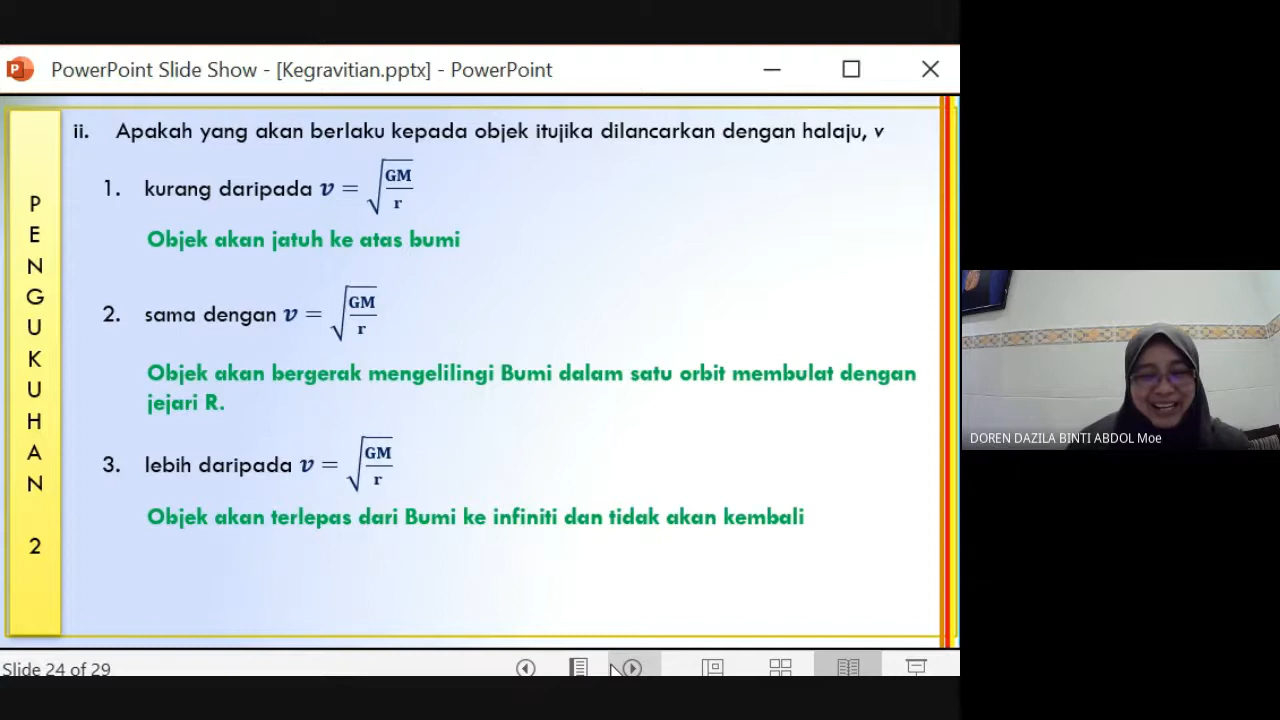 PowerPoint Slide Show - [Kegravitian.pptx] - PowerPoint
PENGUKUHAN 2
ii. Apakah yang akan berlaku kepada objek itujika dilancarkan dengan halaju, v
1. kurang daripada v = √(GM/r)
Objek akan jatuh ke atas bumi
2. sama dengan v = √(GM/r)
Objek akan bergerak mengelilingi Bumi dalam satu orbit membulat dengan
jejari R.
3. lebih daripada v = √(GM/r)
Objek akan terlepas dari Bumi ke infiniti dan tidak akan kembali
DOREN DAZILA BINTI ABDOL Moe
Slide 24 of 29